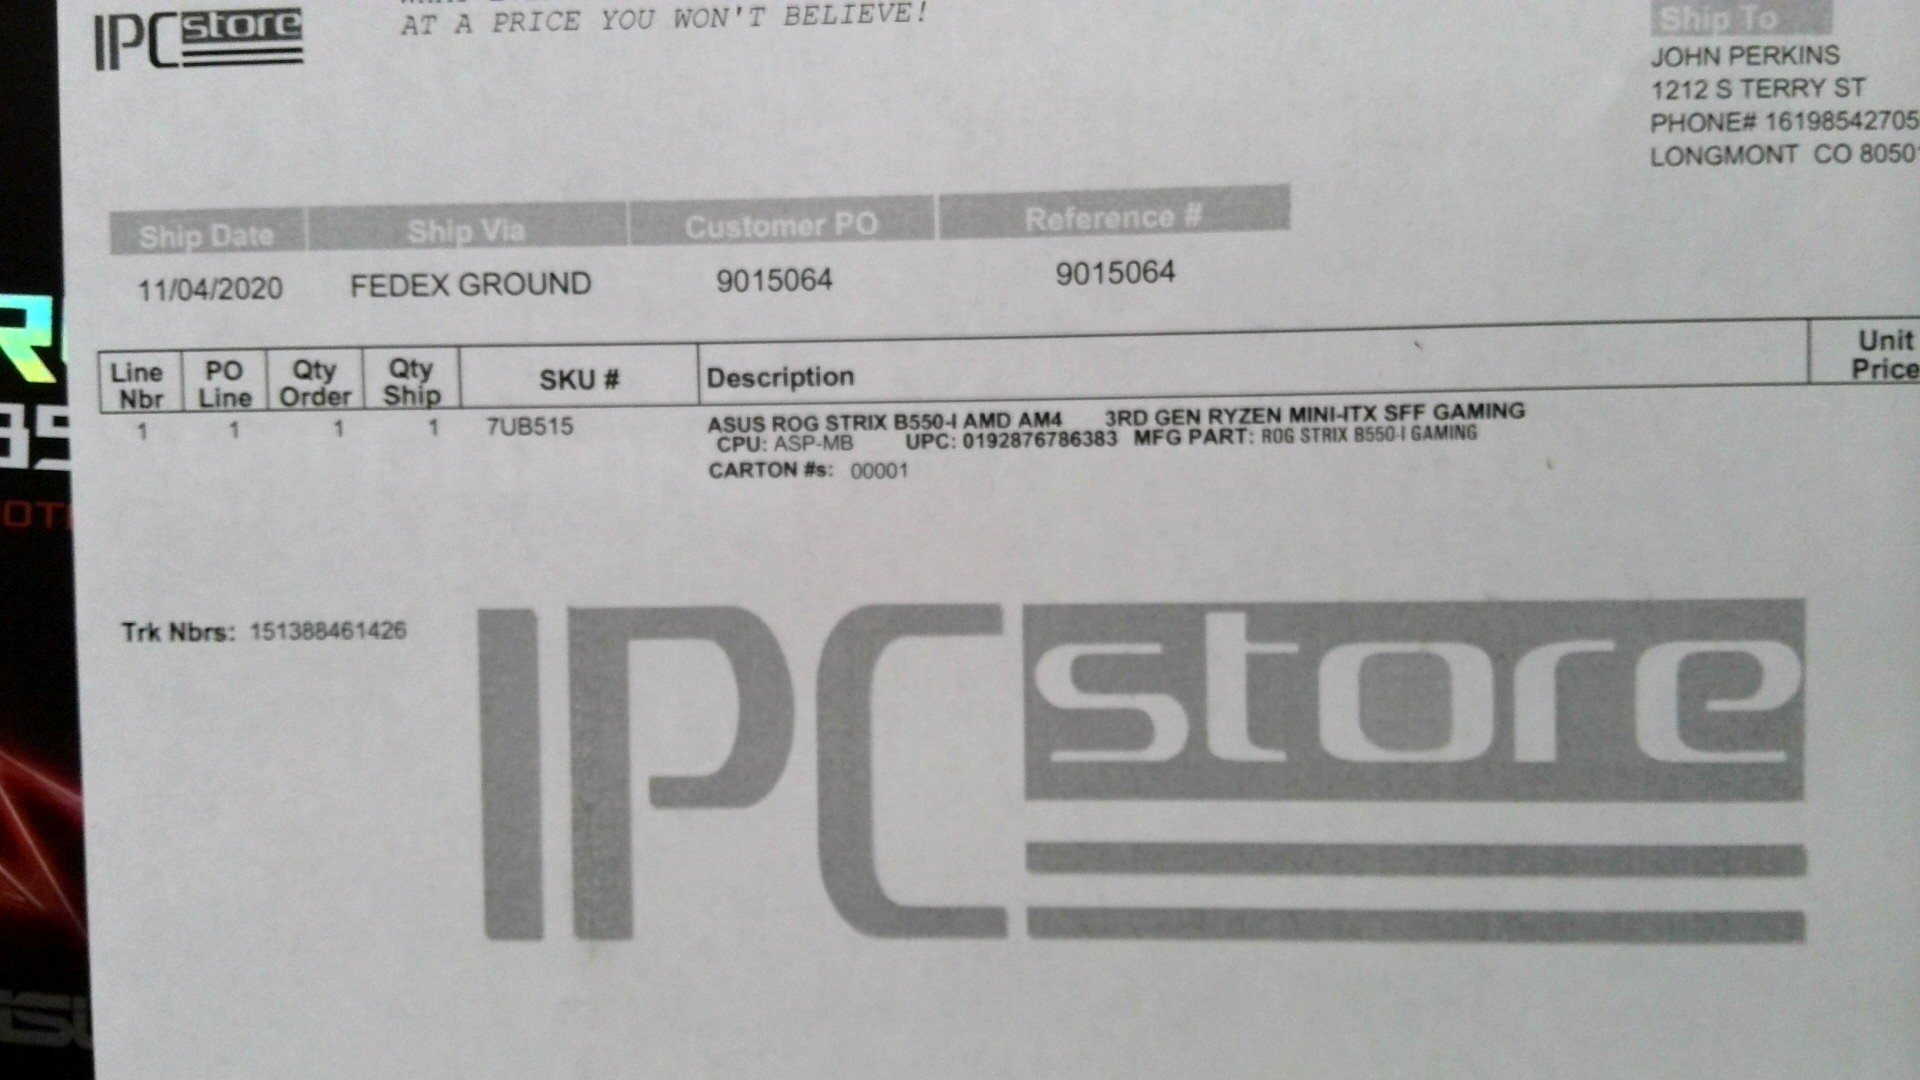 IPC store
AT A PRICE YOU WON'T BELIEVE!
Ship To
JOHN PERKINS
1212 S TERRY ST
PHONE# 16198542705
LONGMONT CO 8050
Ship Date Ship Via Customer PO Reference #
11/04/2020 FEDEX GROUND 9015064 9015064
Line Nbr PO Line Qty Order Qty Ship SKU # Description Unit Price
1 1 1 1 7UB515 ASUS ROG STRIX B550-I AMD AM4 3RD GEN RYZEN MINI-ITX SFF GAMING
CPU: ASP-MB UPC: 0192876786383 MFG PART: ROG STRIX B550-I GAMING
CARTON #s: 00001
Trk Nbrs: 151388461426
IPC store